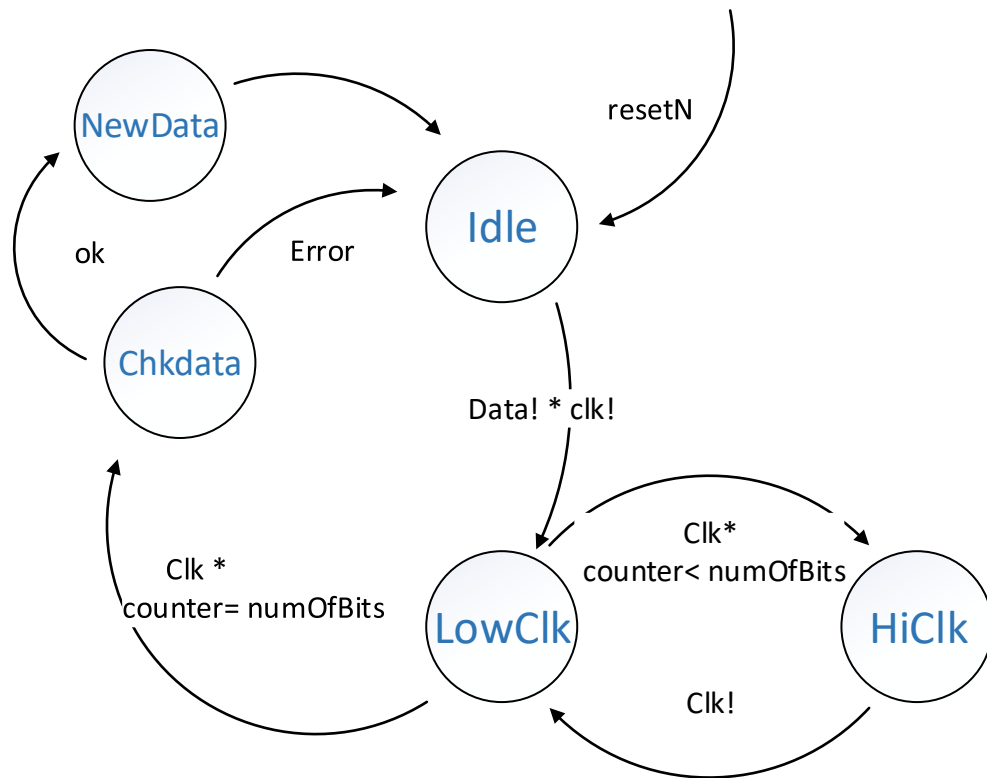 resetN
NewData
Idle
ok
Error
Chkdata
Data! * clk!
Clk*
counter< numOfBits
Clk *
counter= numOfBits
LowClk
HiClk
Clk!